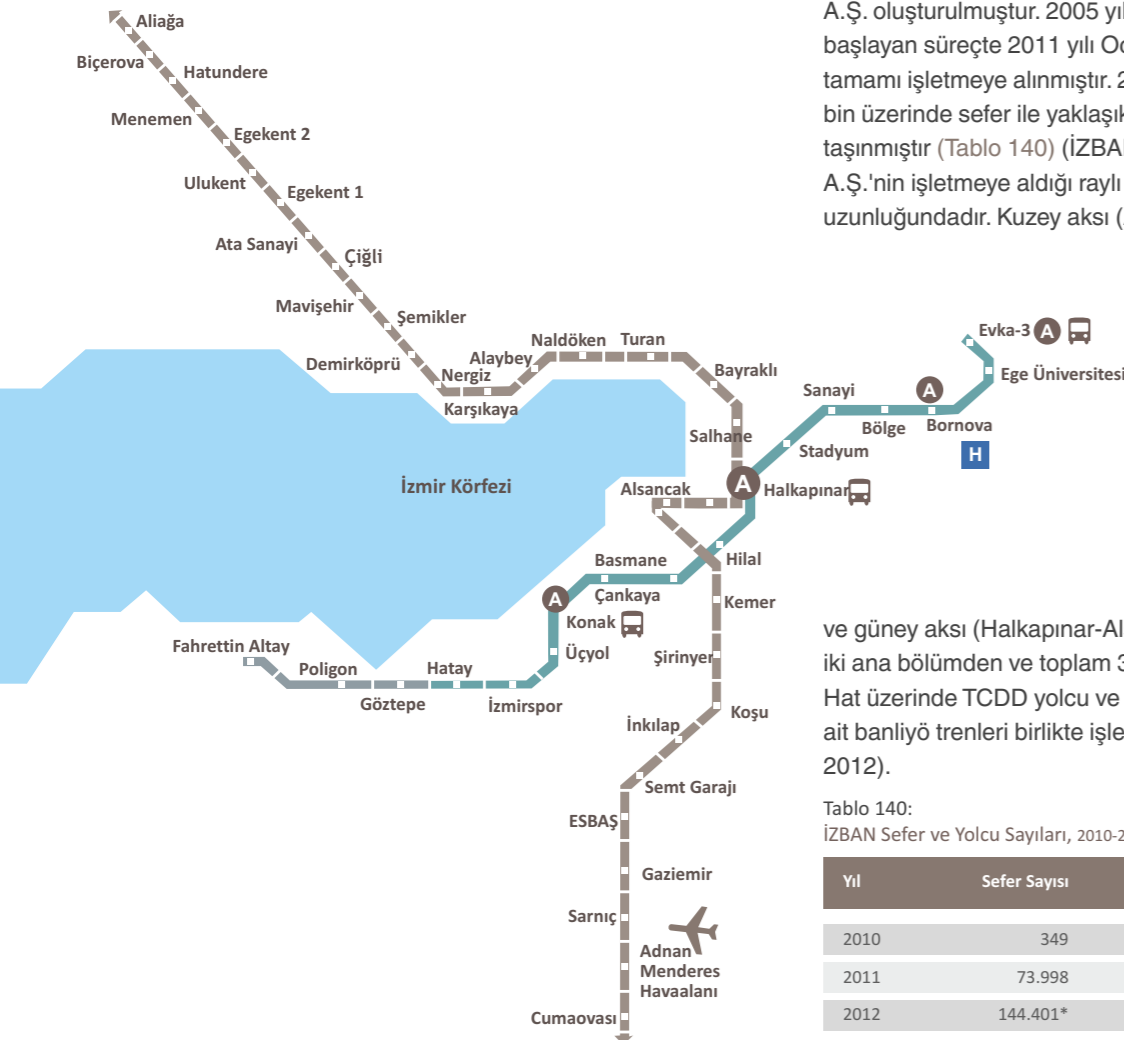 Aliağa
Biçerova
Hatundere
Menemen
Egekent 2
Ulukent
Egekent 1
Ata Sanayi
Çiğli
Mavişehir
Şemikler
Demirköprü
Nergiz
Karşıkaya
Alaybey
Naldöken
Turan
Bayraklı
Salhane
A
Halkapınar
Alsancak
Hilal
Kemer
Şirinyer
Koşu
İnkılap
Semt Garajı
ESBAŞ
Gaziemir
Sarnıç
Adnan
Menderes
Havaalanı
Cumaovası
Evka-3 A
Ege Üniversitesi
A
Bornova
H
Bölge
Sanayi
Stadyum
Basmane
Çankaya
A
Konak
Üçyol
İzmirspor
Hatay
Göztepe
Poligon
Fahrettin Altay
İzmir Körfezi
A.Ş. oluşturulmuştur. 2005 yıl
başlayan süreçte 2011 yılı Oc
tamamı işletmeye alınmıştır. 2
bin üzerinde sefer ile yaklaşık
taşınmıştır (Tablo 140) (İZBA
A.Ş.'nin işletmeye aldığı raylı
uzunluğundadır. Kuzey aksı (
ve güney aksı (Halkapınar-Al
iki ana bölümden ve toplam 3
Hat üzerinde TCDD yolcu ve
ait banliyö trenleri birlikte işle
2012).
Tablo 140:
İZBAN Sefer ve Yolcu Sayıları, 2010-2
Yıl Sefer Sayısı
2010 349
2011 73.998
2012 144.401*